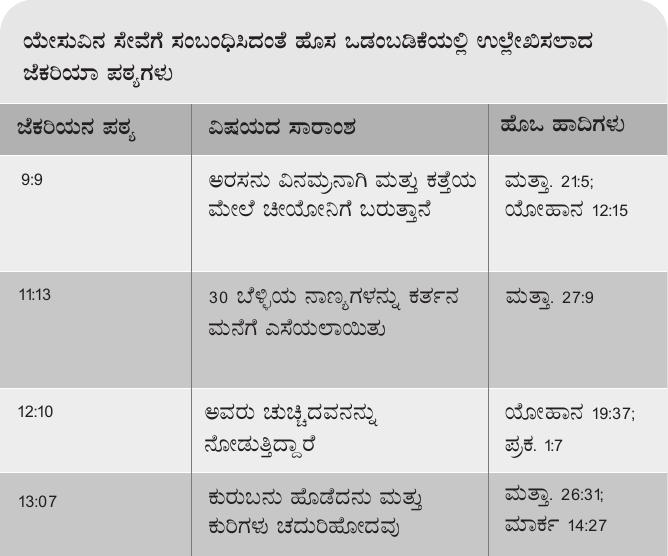 ಯೇಸುವಿನ ಸೇವೆಗೆ ಸಂಬಂಧಿಸಿದಂತೆ ಹೊಸ ಒಡಂಬಡಿಕೆಯಲ್ಲಿ ಉಲ್ಲೇಖಿಸಲಾದ
ಜೆಕರಿಯಾ ಪಠ್ಯಗಳು
ಜೆಕರಿಯನ ಪಠ್ಯ ವಿಷಯದ ಸಾರಾಂಶ ಹೊಒ ಹಾದಿಗಳು
9:9 ಅರಸನು ವಿನಮ್ರನಾಗಿ ಮತ್ತು ಕತ್ತೆಯ ಮತ್ತಾ. 21:5;
ಮೇಲೆ ಚೀಯೋನಿಗೆ ಬರುತ್ತಾನೆ ಯೋಹಾನ 12:15
11:13 30 ಬೆಳ್ಳಿಯ ನಾಣ್ಯಗಳನ್ನು ಕರ್ತನ ಮತ್ತಾ. 27:9
ಮನೆಗೆ ಎಸೆಯಲಾಯಿತು
12:10 ಅವರು ಚುಚ್ಚಿದವನನ್ನು ಯೋಹಾನ 19:37;
ನೋಡುತ್ತಿದ್ದಾರೆ ಪ್ರಕ. 1:7
13:07 ಕುರುಬನು ಹೊಡೆದನು ಮತ್ತು ಮತ್ತಾ. 26:31;
ಕುರಿಗಳು ಚದುರಿಹೋದವು ಮಾರ್ಕ 14:27